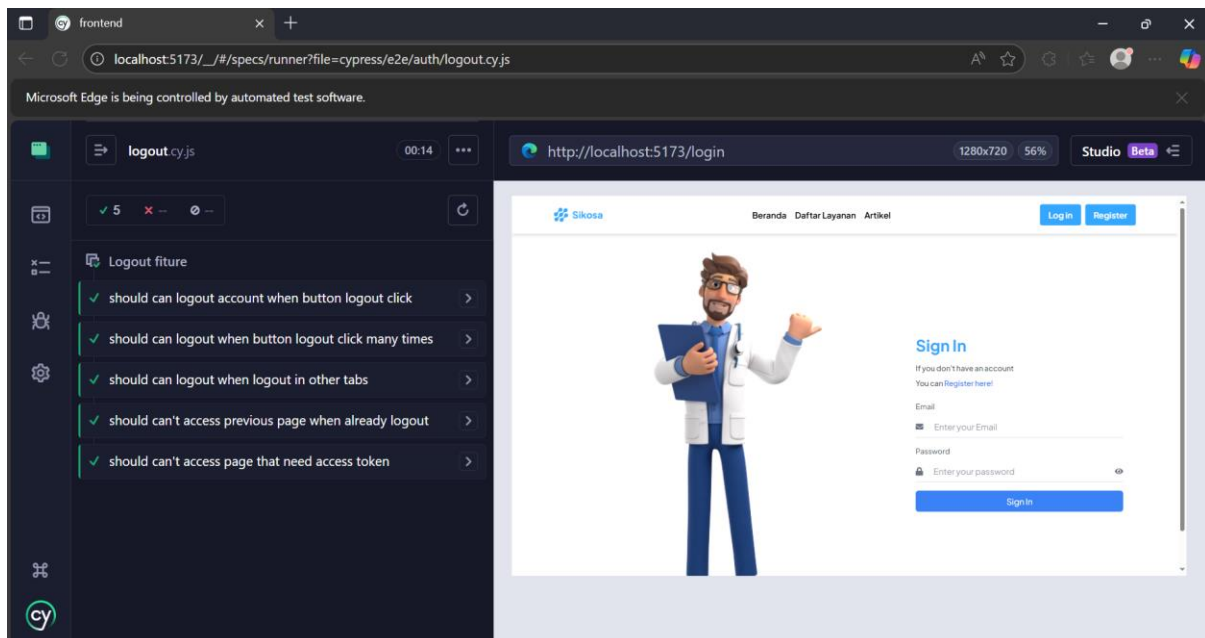 frontend
localhost:5173/__/#/specs/runner?file=cypress/e2e/auth/logout.cy.js
Microsoft Edge is being controlled by automated test software.
logout.cy.js 00:14
5 -- --
Logout fiture
should can logout account when button logout click
should can logout when button logout click many times
should can logout when logout in other tabs
should can't access previous page when already logout
should can't access page that need access token
cy
http://localhost:5173/login 1280x720 56% Studio Beta
Sikosa Beranda Daftar Layanan Artikel Log in Register
Sign In
If you don't have an account
You can Register here!
Email
Enter your Email
Password
Enter your password
Sign In